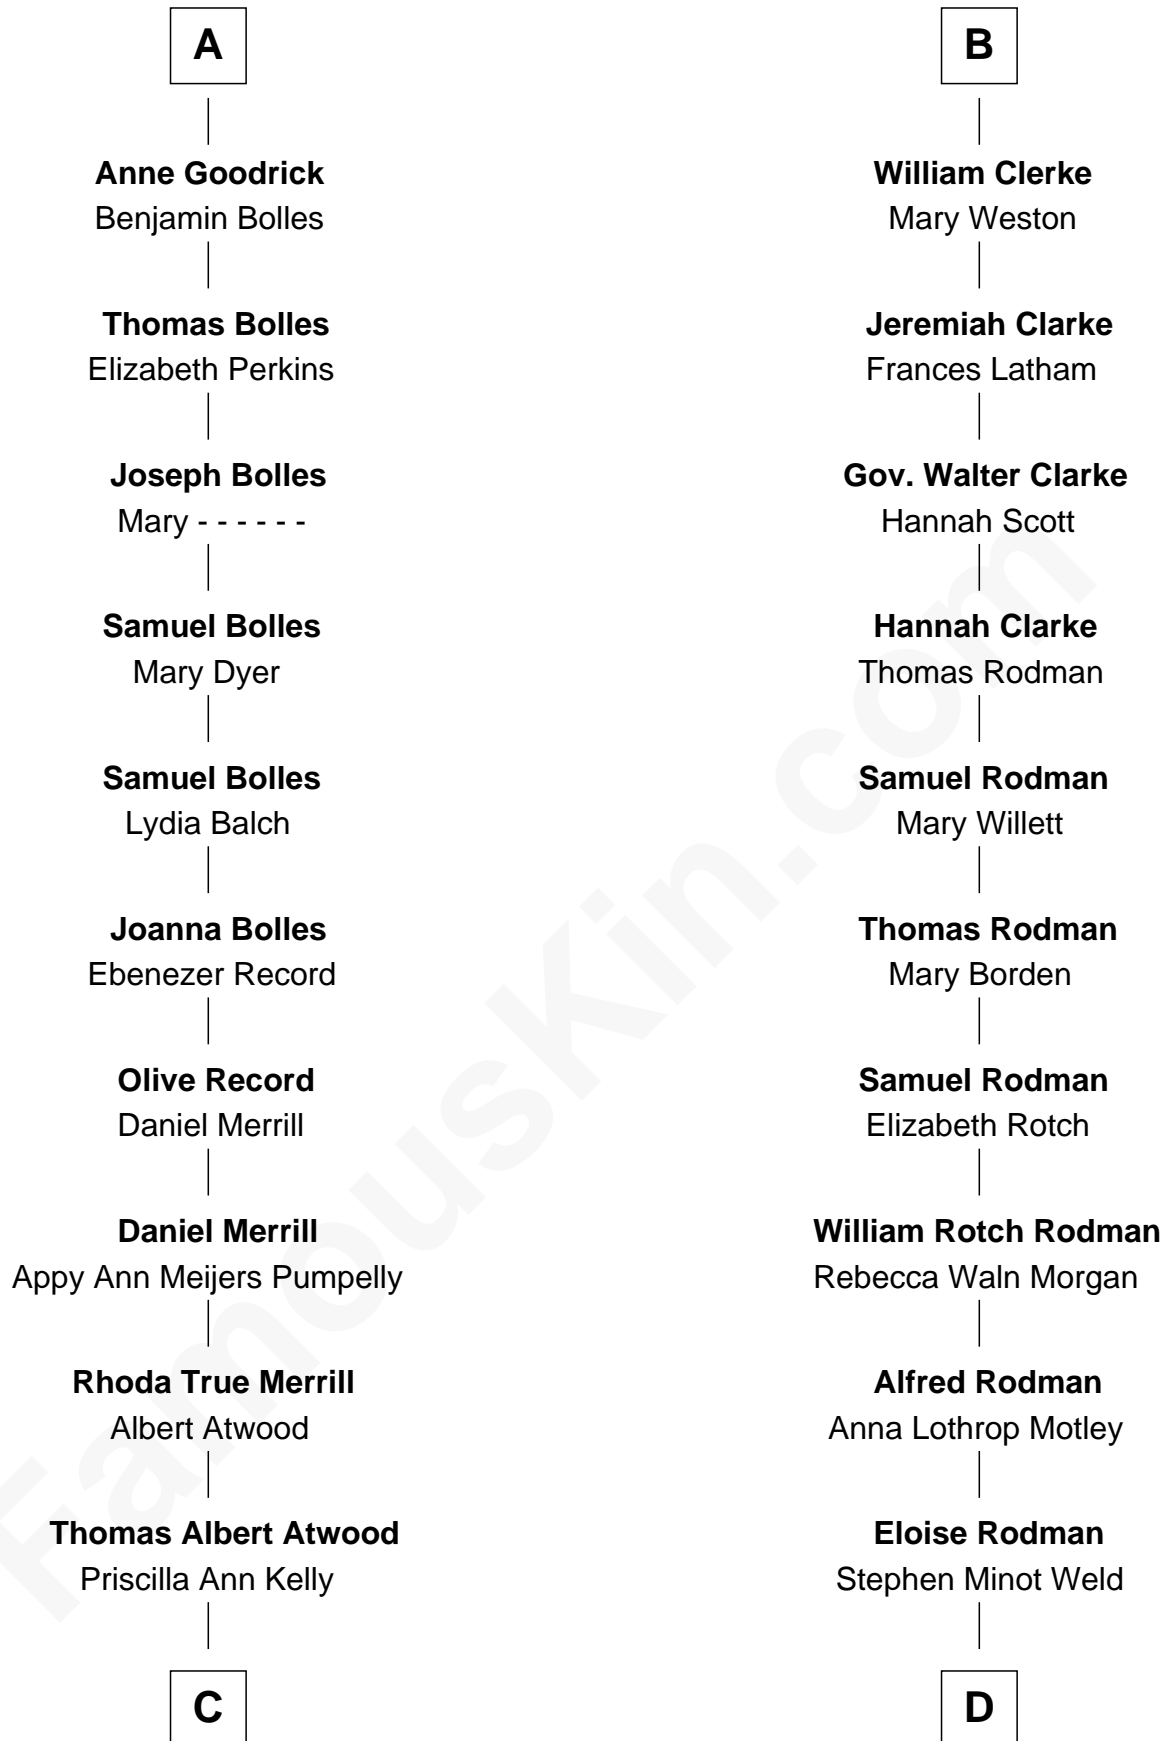 A
Anne Goodrick
Benjamin Bolles
Thomas Bolles
Elizabeth Perkins
Joseph Bolles
Mary - - - - - -
Samuel Bolles
Mary Dyer
Samuel Bolles
Lydia Balch
Joanna Bolles
Ebenezer Record
Olive Record
Daniel Merrill
Daniel Merrill
Appy Ann Meijers Pumpelly
Rhoda True Merrill
Albert Atwood
Thomas Albert Atwood
Priscilla Ann Kelly
C
B
William Clerke
Mary Weston
Jeremiah Clarke
Frances Latham
Gov. Walter Clarke
Hannah Scott
Hannah Clarke
Thomas Rodman
Samuel Rodman
Mary Willett
Thomas Rodman
Mary Borden
Samuel Rodman
Elizabeth Rotch
William Rotch Rodman
Rebecca Waln Morgan
Alfred Rodman
Anna Lothrop Motley
Eloise Rodman
Stephen Minot Weld
D
FamousKin.com